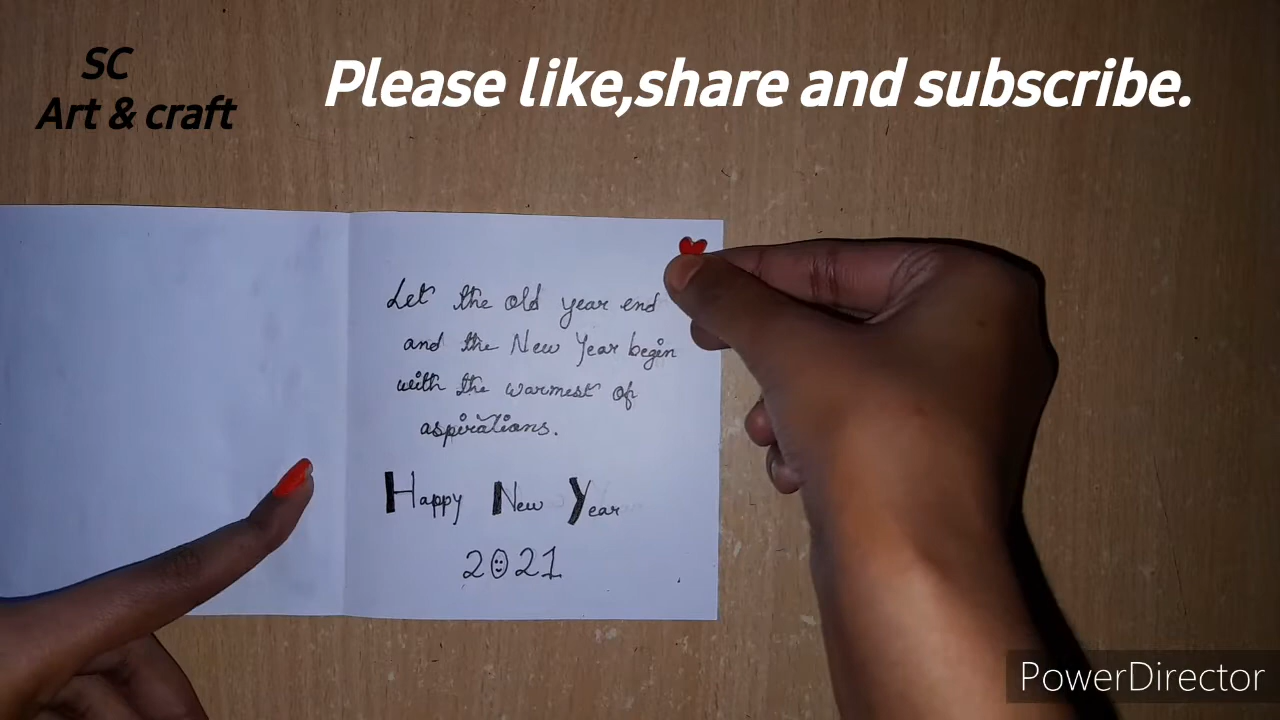 SC
Art & craft
Please like,share and subscribe.
Let the old year end
and the New Year begin
with the warmest of
aspirations.
Happy New Year
2021
PowerDirector